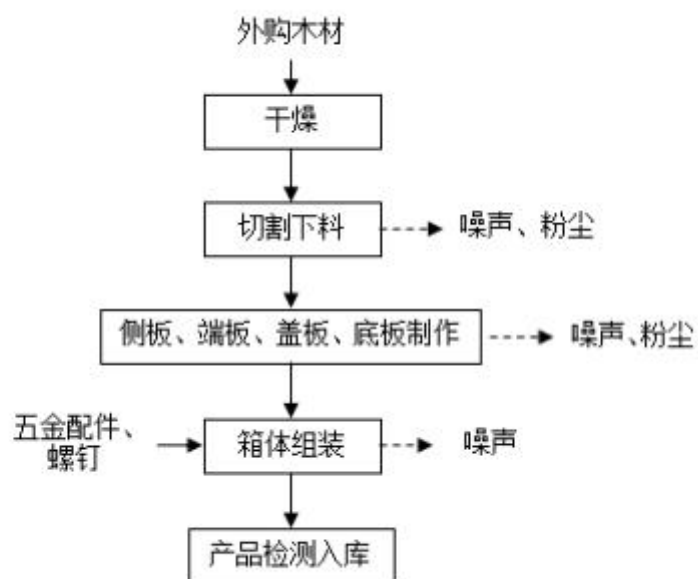 外购木材
干燥
切割下料
噪声、粉尘
侧板、端板、盖板、底板制作
噪声、粉尘
五金配件、
螺钉
箱体组装
噪声
产品检测入库